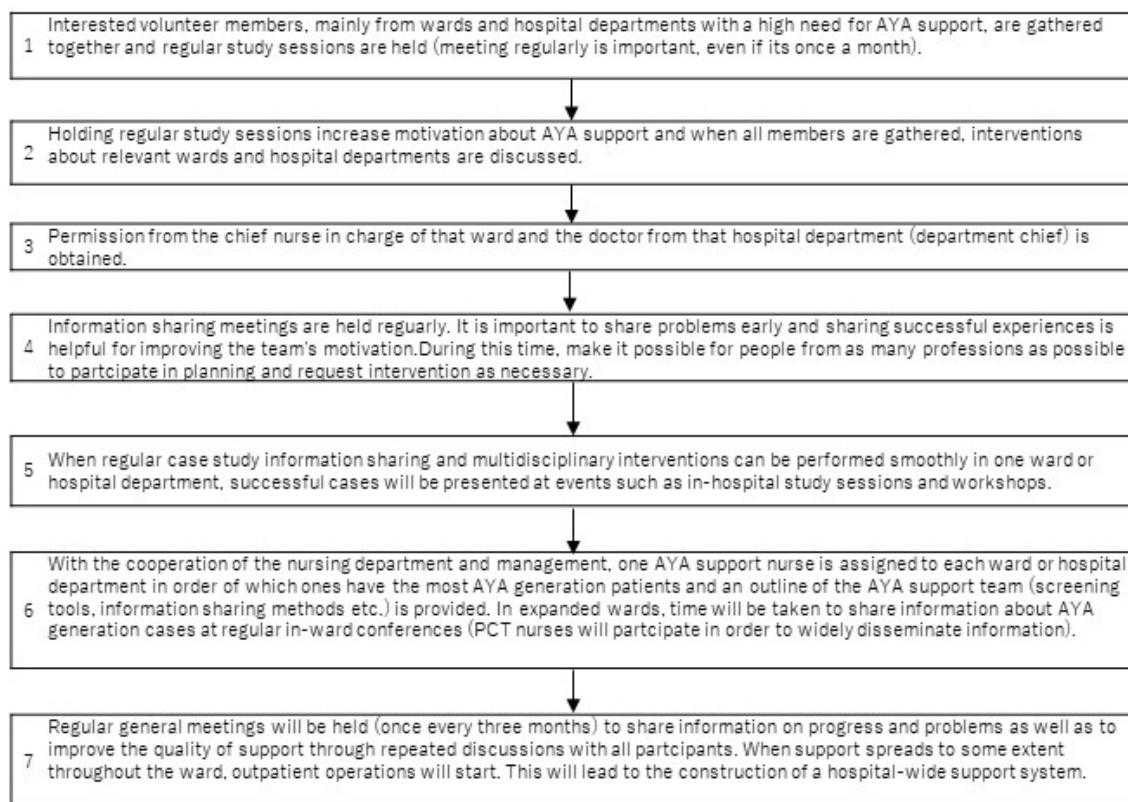 Interested volunteer members, mainly from wards and hospital departments with a high need for AYA support, are gathered
1 together and regular study sessions are held (meeting regularly is important, even if its once a month).
Holding regular study sessions increase motivation about AYA support and when all members are gathered, interventions
2 about relevant wards and hospital departments are discussed.
Permission from the chief nurse in charge of that ward and the doctor from that hospital department (department chief) is
3 obtained.
Information sharing meetings are held reguarly. It is important to share problems early and sharing successful experiences is
4 helpful for improving the team's motivation.During this time, make it possible for people from as many professions as possible
to partcipate in planning and request intervention as necessary.
5 When regular case study information sharing and multidisciplinary interventions can be performed smoothly in one ward or
hospital department, successful cases will be presented at events such as in-hospital study sessions and workshops.
With the cooperation of the nursing department and management, one AYA support nurse is assigned to each ward or hospital
department in order of which ones have the most AYA generation patients and an outline of the AYA support team (screening
6 tools, information sharing methods etc.) is provided. In expanded wards, time will be taken to share information about AYA
generation cases at regular in-ward conferences (PCT nurses will partcipate in order to widely disseminate information).
Regular general meetings will be held (once every three months) to share information on progress and problems as well as to
improve the quality of support through repeated discussions with all partcipants. When support spreads to some extent
7 throughout the ward, outpatient operations will start. This will lead to the construction of a hospital-wide support system.